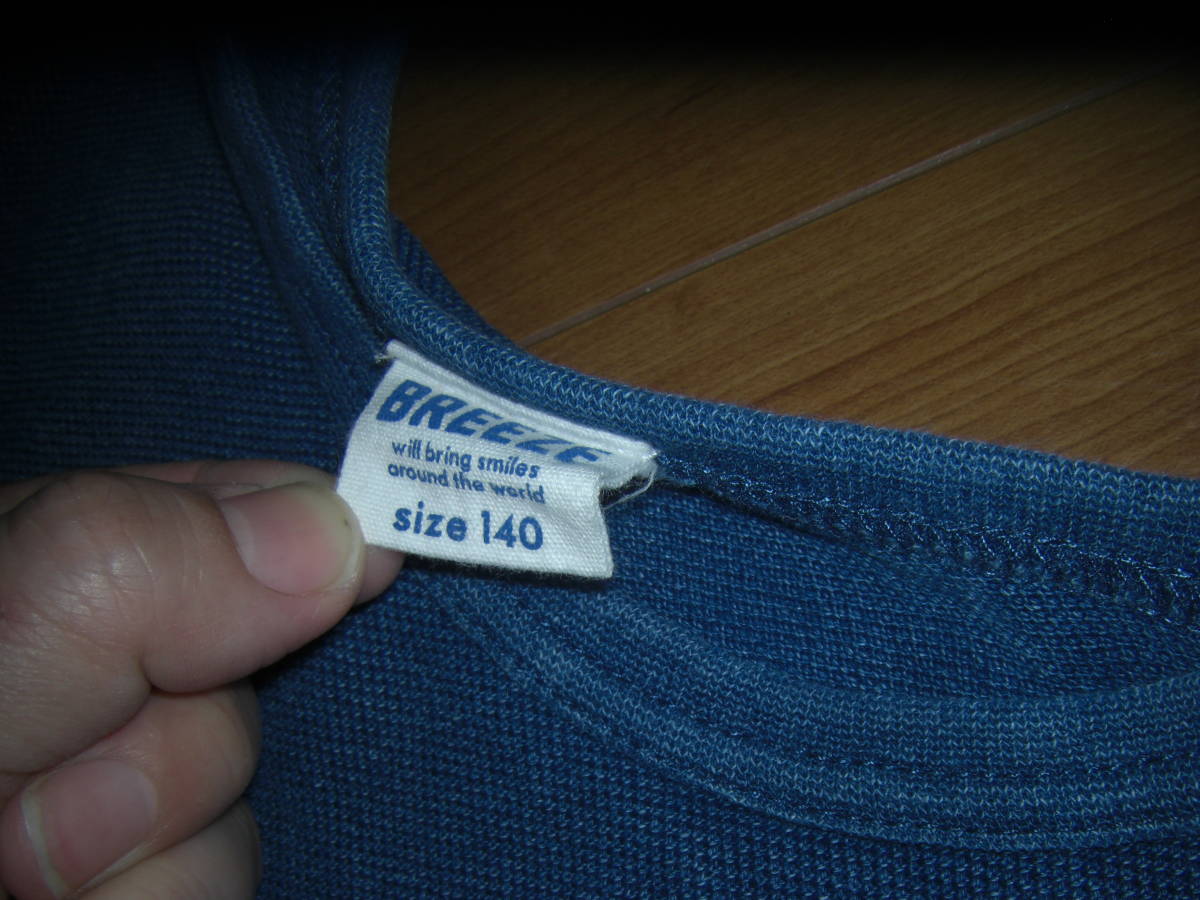 BREEZE
will bring smiles
around the world
size 140